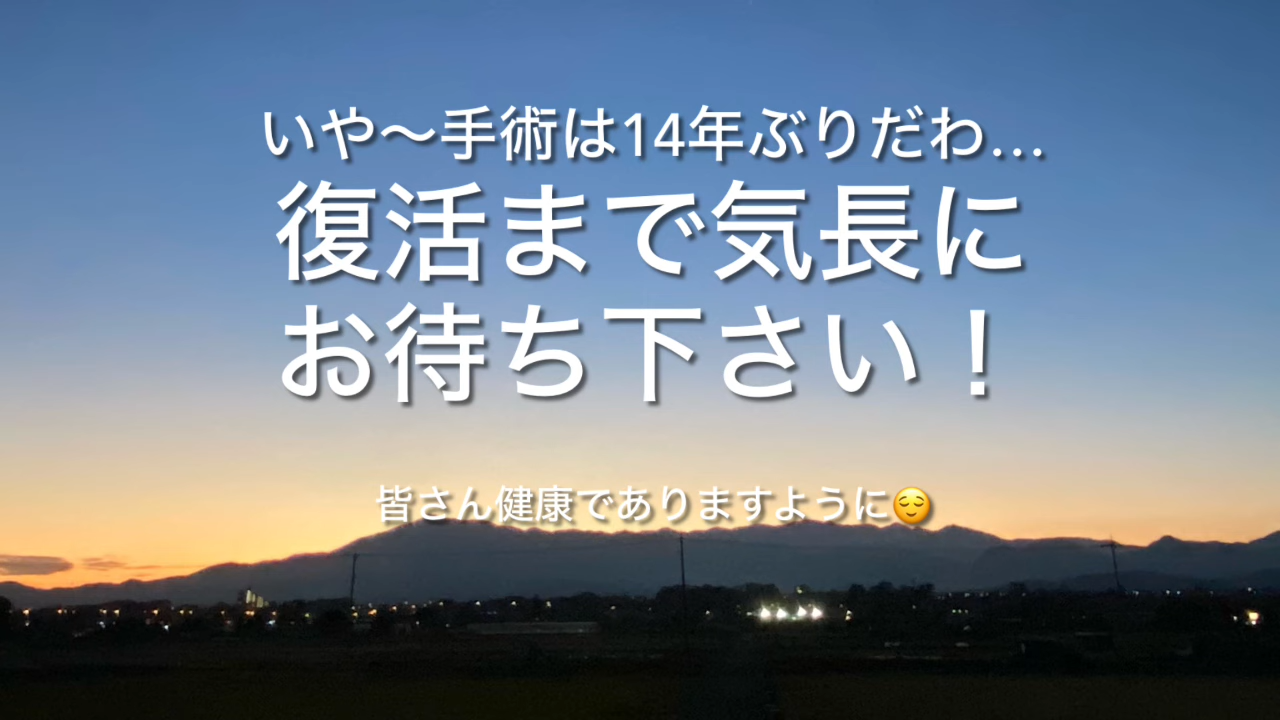 いや〜手術は14年ぶりだわ…
復活まで気長に
お待ち下さい！
皆さん健康でありますように😌